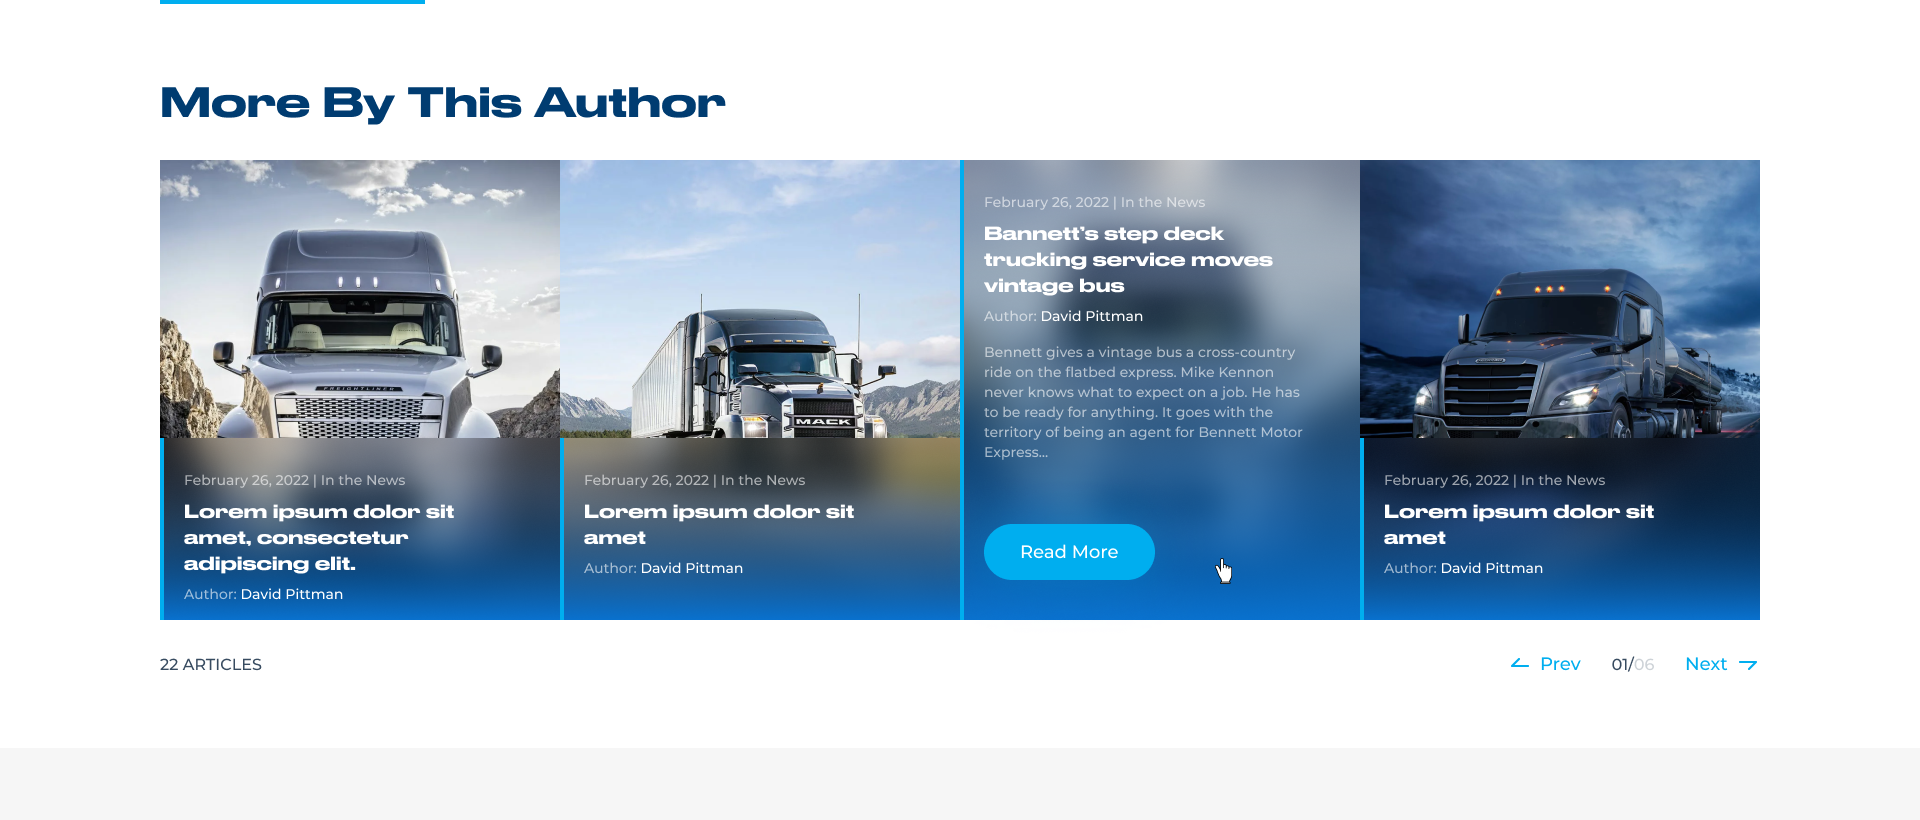 More By This Author
FREIGHTLINER
February 26, 2022 | In the News
Lorem ipsum dolor sit
amet, consectetur
adipiscing elit.
Author: David Pittman
MACK
February 26, 2022 | In the News
Lorem ipsum dolor sit
amet
Author: David Pittman
February 26, 2022 | In the News
Bannett's step deck
trucking service moves
vintage bus
Author: David Pittman
Bennett gives a vintage bus a cross-country
ride on the flatbed express. Mike Kennon
never knows what to expect on a job. He has
to be ready for anything. It goes with the
territory of being an agent for Bennett Motor
Express...
Read More
February 26, 2022 | In the News
Lorem ipsum dolor sit
amet
Author: David Pittman
22 ARTICLES
Prev
01/06
Next